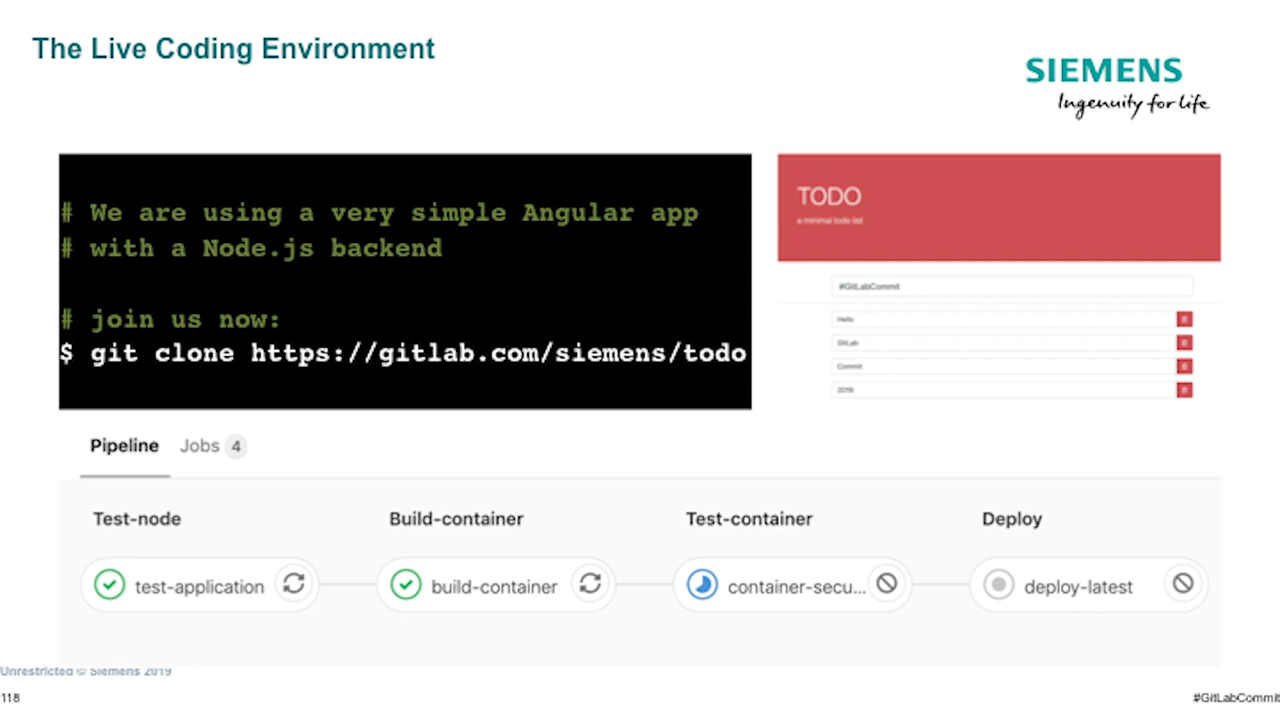 The Live Coding Environment
SIEMENS
Ingenuity for life
# We are using a very simple Angular app
# with a Node.js backend
# join us now:
$ git clone https://gitlab.com/siemens/todo
TODO
a minimal todo list
#GitLabCommit
Hello
GitLab
Commit
2019
Pipeline Jobs 4
Test-node Build-container Test-container Deploy
test-application build-container container-secu... deploy-latest
Unrestricted © Siemens 2019
118 #GitLabCommit